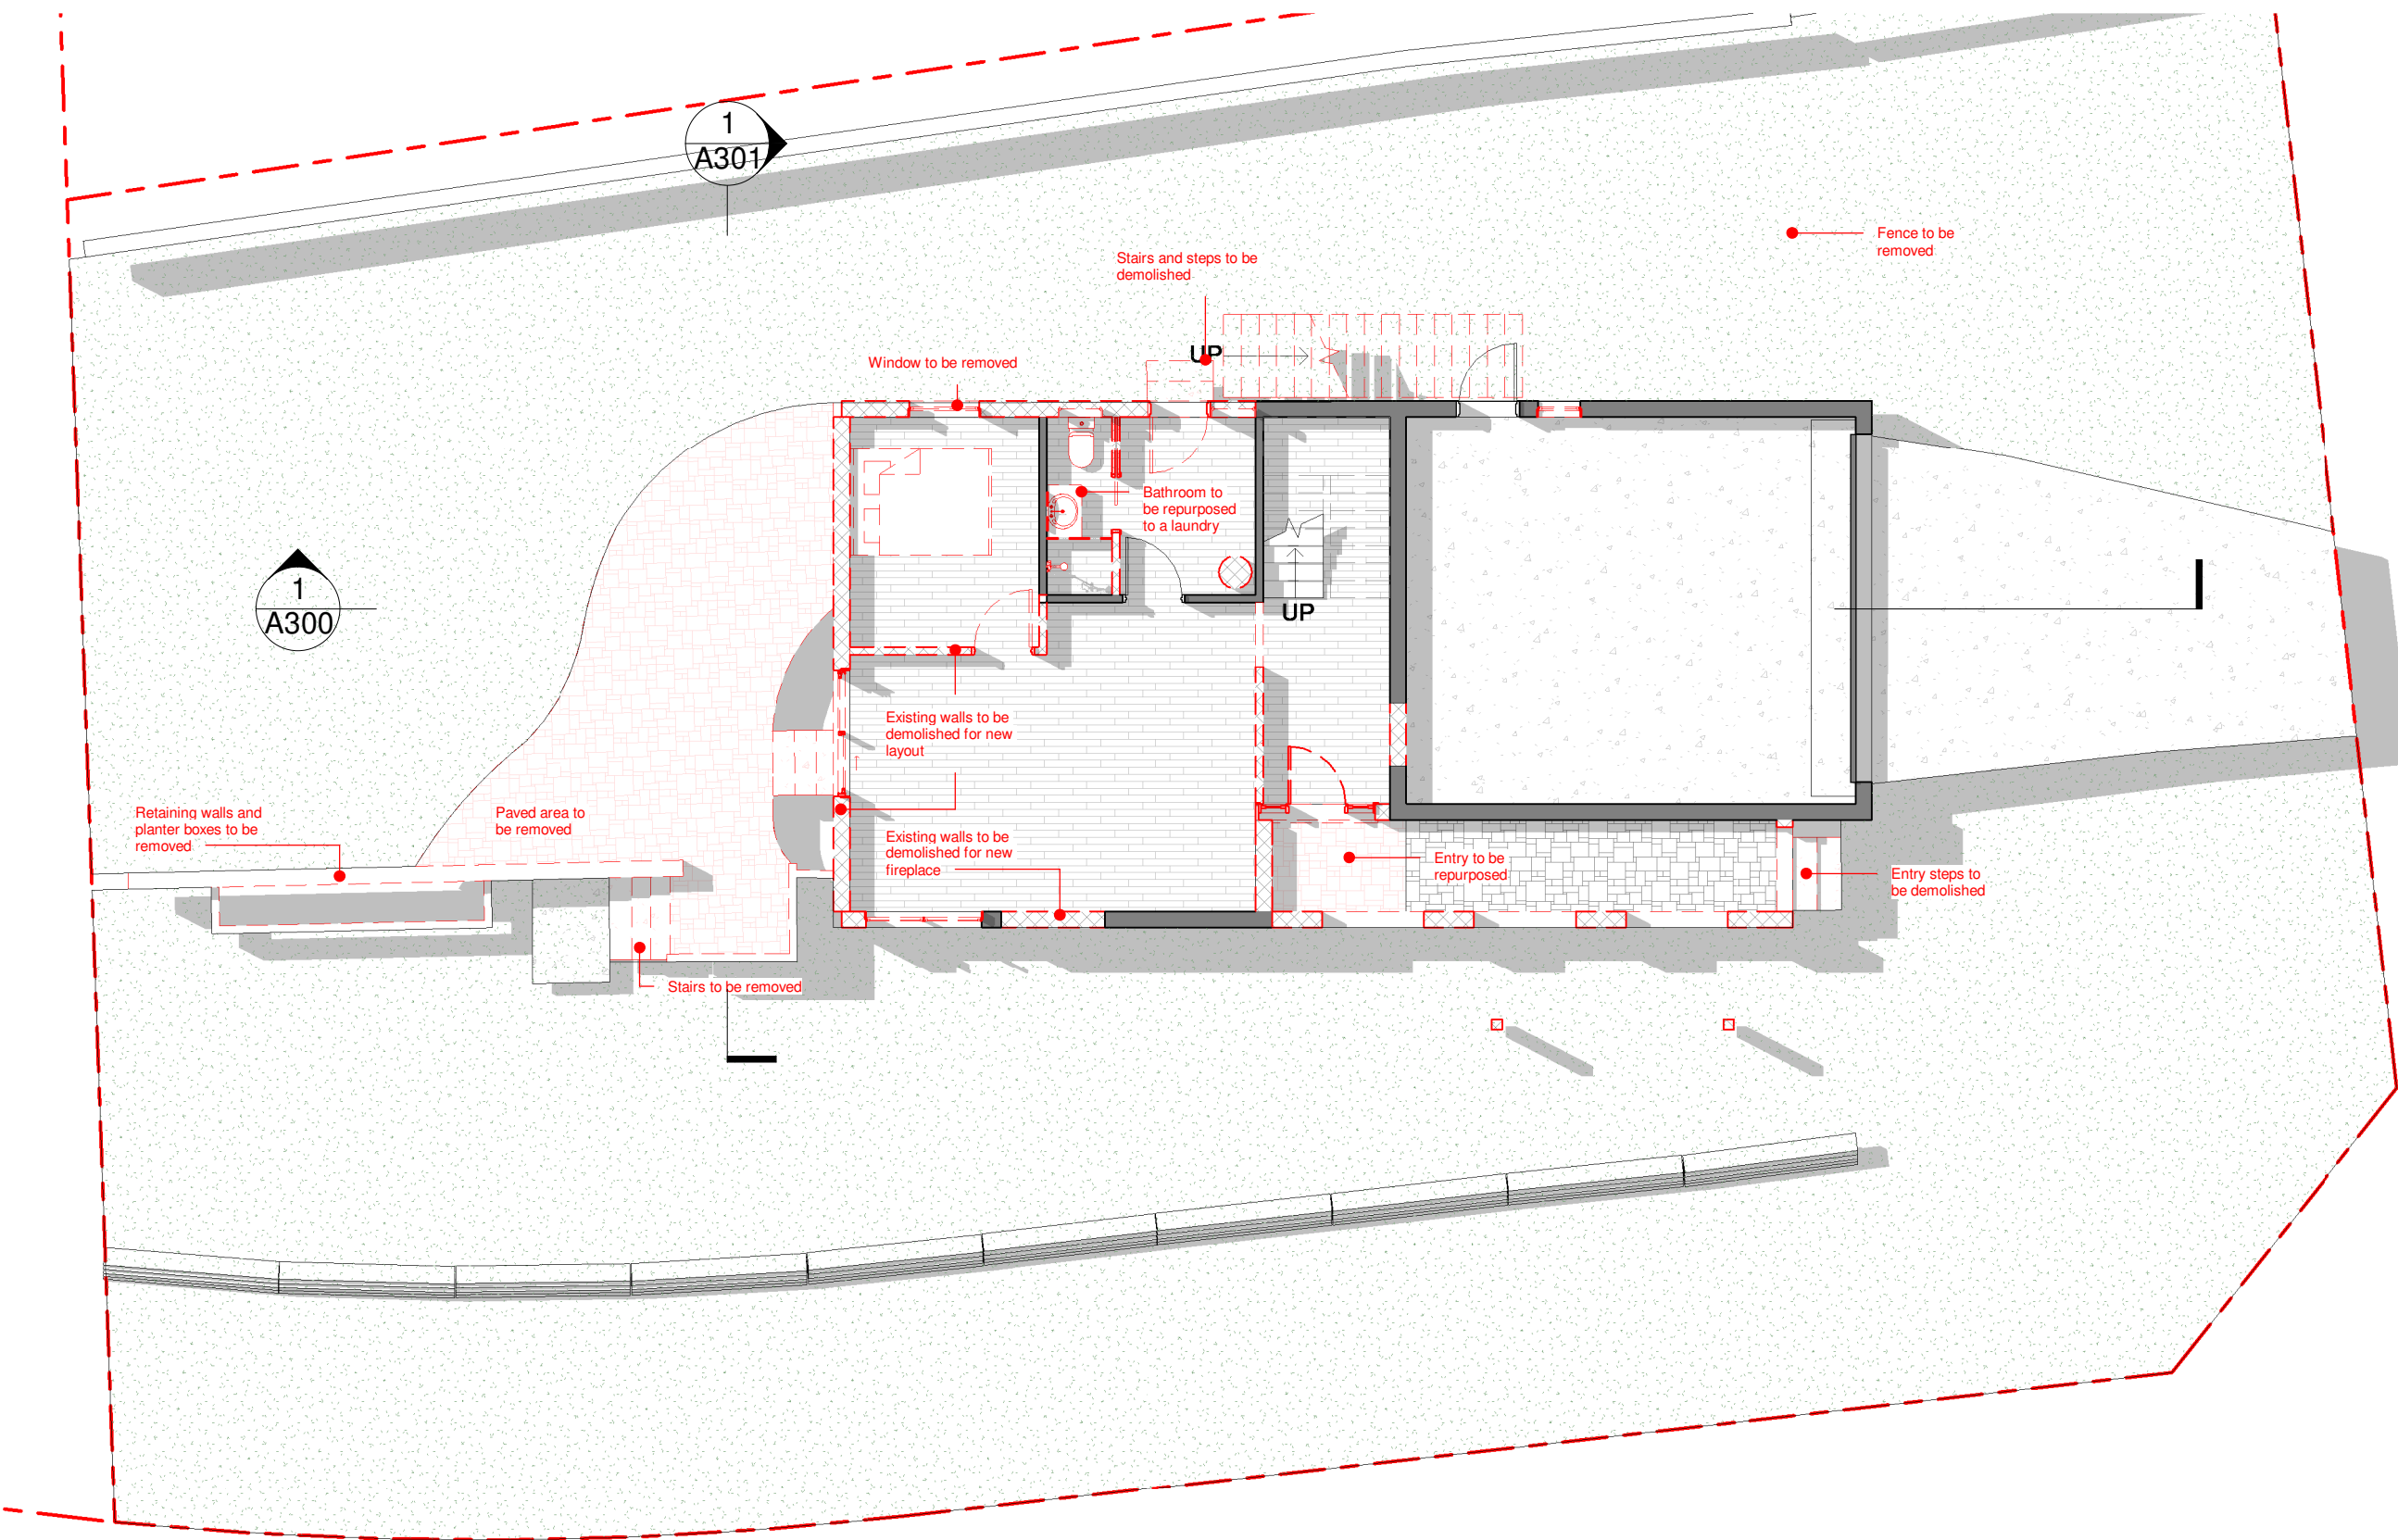 1
A301
Fence to be
removed
Stairs and steps to be
demolished
UP
Window to be removed
Bathroom to
be repurposed
to a laundry
1
A300
UP
Existing walls to be
demolished for new
layout
Retaining walls and
planter boxes to be
removed
Paved area to
be removed
Existing walls to be
demolished for new
fireplace
Entry to be
repurposed
Entry steps to
be demolished
Stairs to be removed